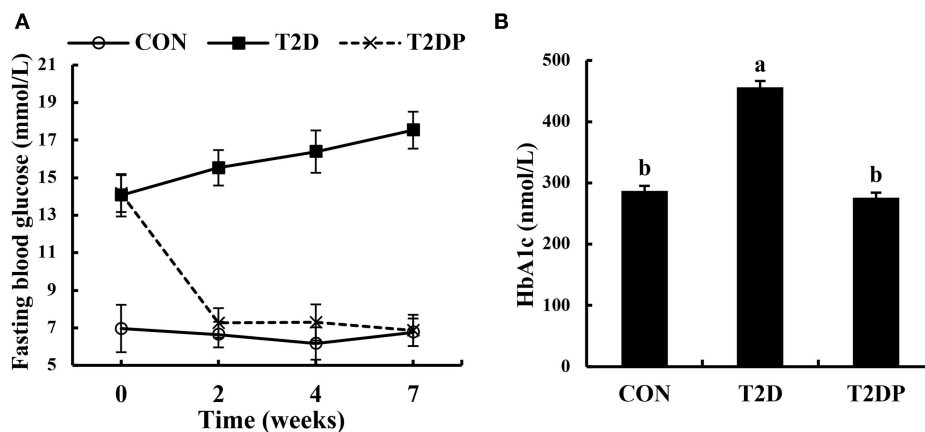 A
CON T2D T2DP
Fasting blood glucose (mmol/L)
21
19
17
15
13
11
9
7
5
0 2 4 7
Time (weeks)
B
HbA1c (nmol/L)
500
400
300
200
100
0
b
a
b
CON T2D T2DP